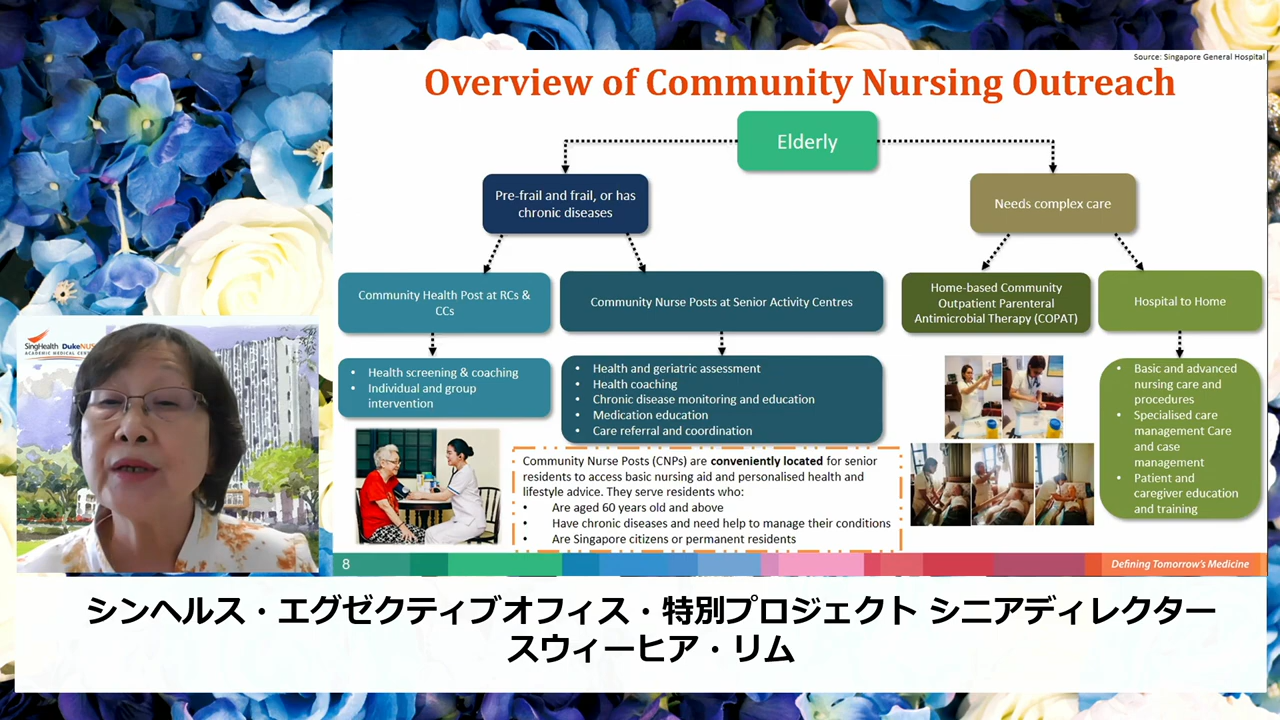 Source: Singapore General Hospital
Overview of Community Nursing Outreach
Elderly
Pre-frail and frail, or has
chronic diseases
Needs complex care
Community Health Post at RCs &
CCs
Community Nurse Posts at Senior Activity Centres
Home-based Community
Outpatient Parenteral
Antimicrobial Therapy (COPAT)
Hospital to Home
• Health screening & coaching
• Individual and group
intervention
• Health and geriatric assessment
• Health coaching
• Chronic disease monitoring and education
• Medication education
• Care referral and coordination
• Basic and advanced
nursing care and
procedures
• Specialised care
management Care
and case
management
• Patient and
caregiver education
and training
Community Nurse Posts (CNPs) are conveniently located for senior
residents to access basic nursing aid and personalised health and
lifestyle advice. They serve residents who:
• Are aged 60 years old and above
• Have chronic diseases and need help to manage their conditions
• Are Singapore citizens or permanent residents
8
Defining Tomorrow's Medicine
SingHealth DukeNUS
ACADEMIC MEDICAL
シンヘルス・エグゼクティブオフィス・特別プロジェクト シニアディレクター
スウィーヒア・リム